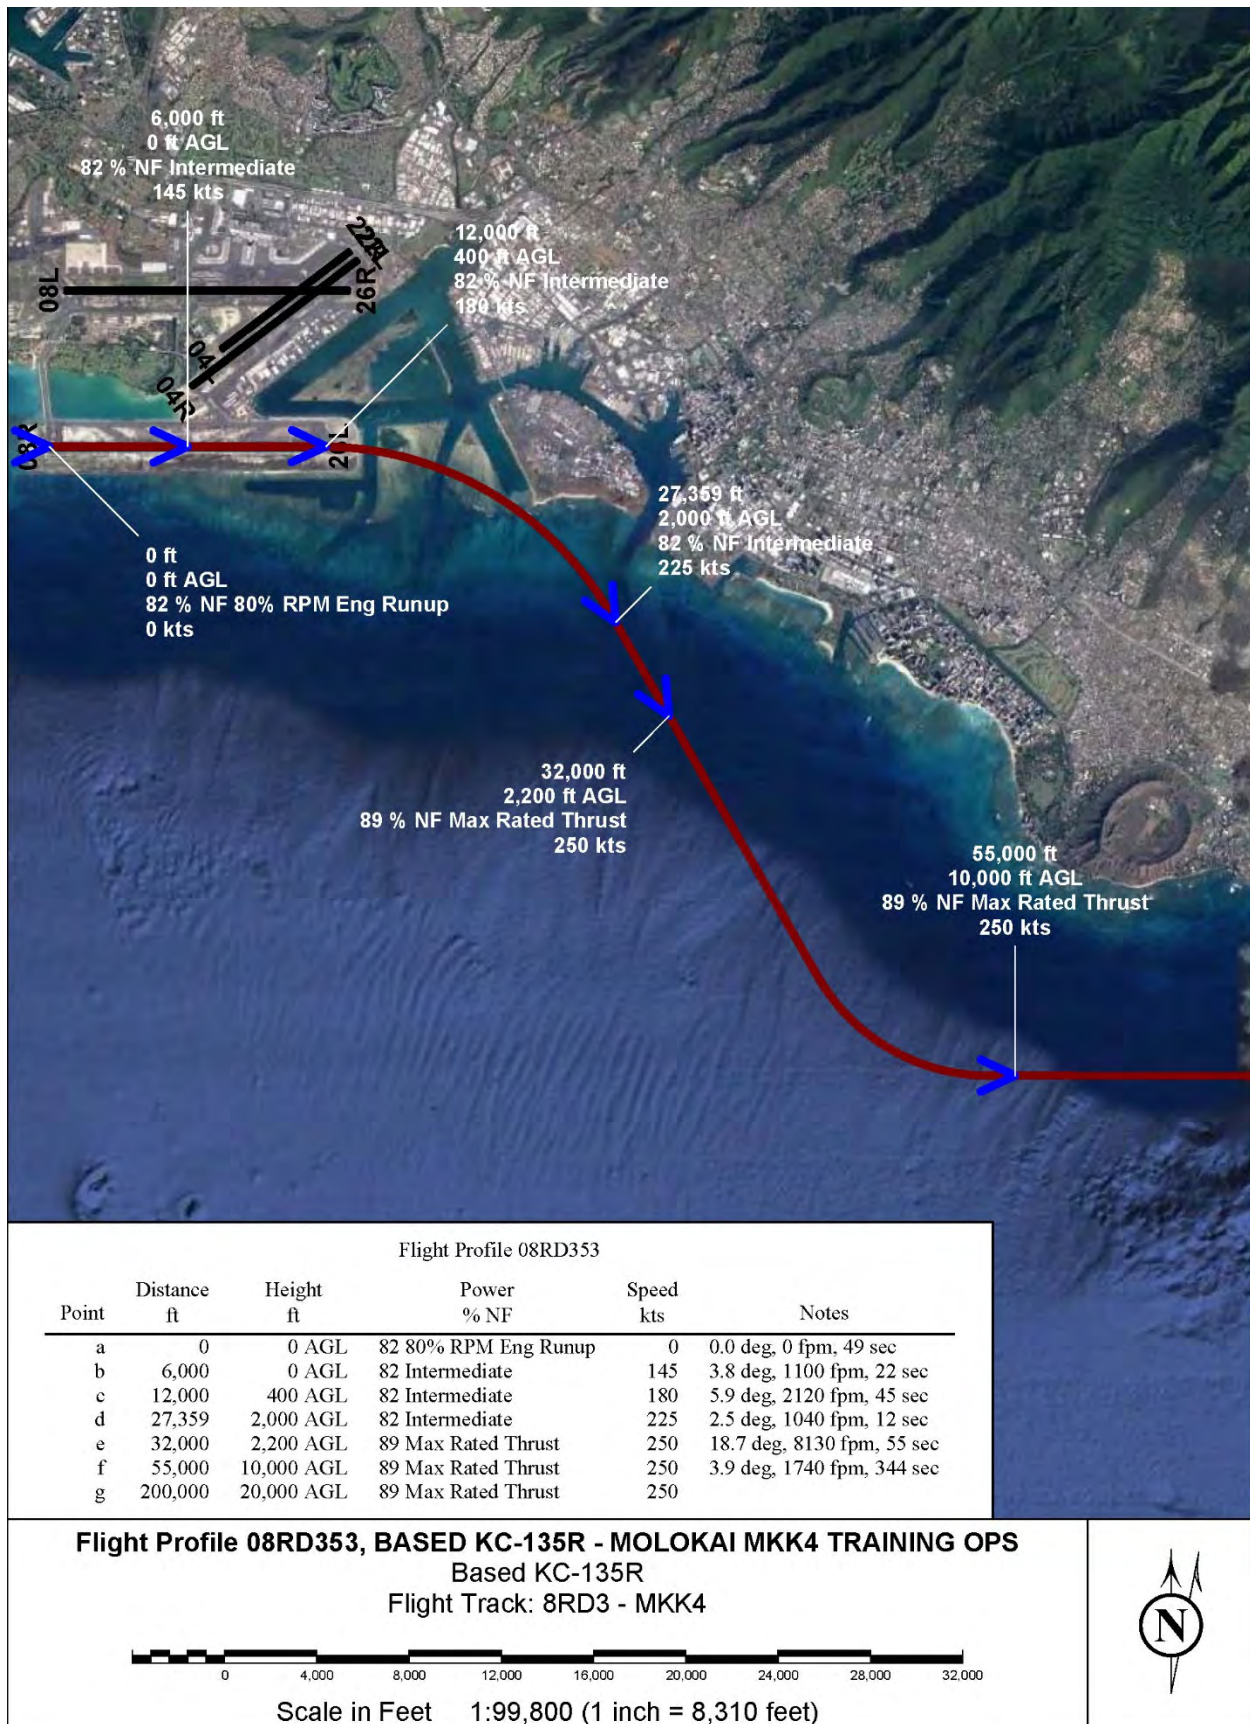 6,000 ft
0 ft AGL
82 % NF Intermediate
145 kts
12,000 ft
400 ft AGL
82 % NF Intermediate
180 kts
08L
26R
04R
08R
27,359 ft
2,000 ft AGL
82 % NF Intermediate
225 kts
0 ft
0 ft AGL
82 % NF 80% RPM Eng Runup
0 kts
32,000 ft
2,200 ft AGL
89 % NF Max Rated Thrust
250 kts
55,000 ft
10,000 ft AGL
89 % NF Max Rated Thrust
250 kts
Flight Profile 08RD353
Distance Height Power Speed
Point ft ft % NF kts Notes
a 0 0 AGL 82 80% RPM Eng Runup 0 0.0 deg, 0 fpm, 49 sec
b 6,000 0 AGL 82 Intermediate 145 3.8 deg, 1100 fpm, 22 sec
c 12,000 400 AGL 82 Intermediate 180 5.9 deg, 2120 fpm, 45 sec
d 27,359 2,000 AGL 82 Intermediate 225 2.5 deg, 1040 fpm, 12 sec
e 32,000 2,200 AGL 89 Max Rated Thrust 250 18.7 deg, 8130 fpm, 55 sec
f 55,000 10,000 AGL 89 Max Rated Thrust 250 3.9 deg, 1740 fpm, 344 sec
g 200,000 20,000 AGL 89 Max Rated Thrust 250
Flight Profile 08RD353, BASED KC-135R - MOLOKAI MKK4 TRAINING OPS
Based KC-135R
Flight Track: 8RD3 - MKK4
N
0 4,000 8,000 12,000 16,000 20,000 24,000 28,000 32,000
Scale in Feet 1:99,800 (1 inch = 8,310 feet)